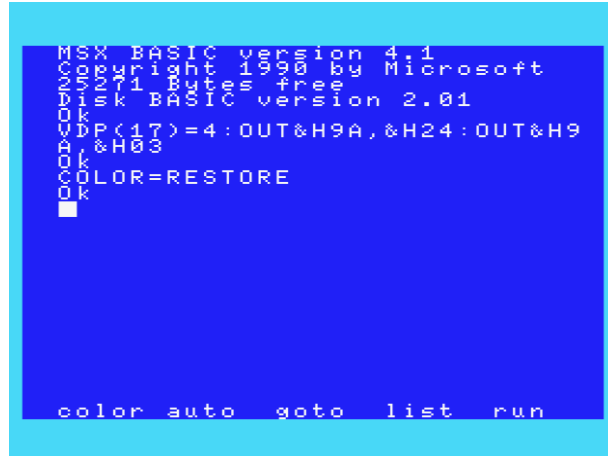 MSX BASIC version 4.1
Copyright 1990 by Microsoft
25271 Bytes free
Disk BASIC version 2.01
Ok
VDP(17)=4:OUT&H9A,&H24:OUT&H9
A,&H03
Ok
COLOR=RESTORE
Ok
color auto goto list run